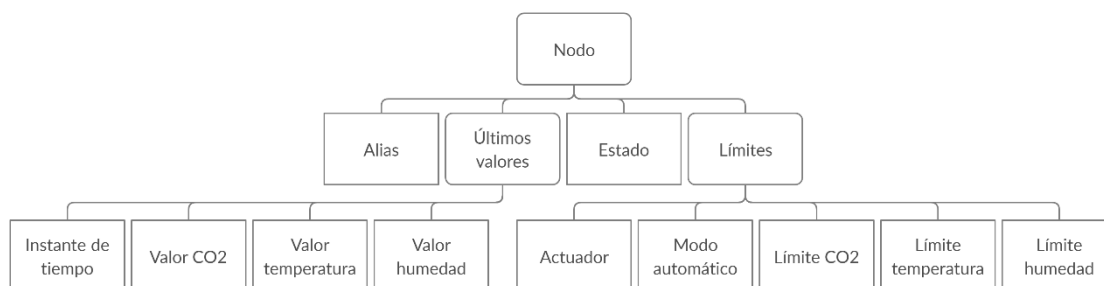 Nodo
Alias
Últimos
valores
Estado
Límites
Instante de
tiempo
Valor CO2
Valor
temperatura
Valor
humedad
Actuador
Modo
automático
Límite CO2
Límite
temperatura
Límite
humedad